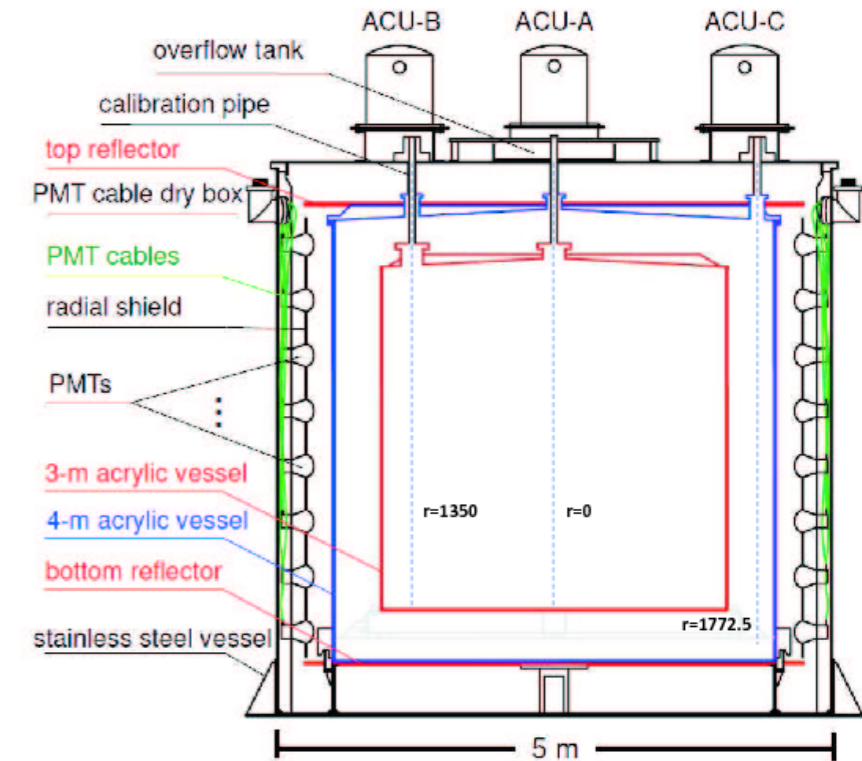 ACU-B
ACU-A
ACU-C
overflow tank
calibration pipe
top reflector
PMT cable dry box
PMT cables
radial shield
PMTs
3-m acrylic vessel
4-m acrylic vessel
bottom reflector
stainless steel vessel
r=1350
r=0
r=1772.5
5 m